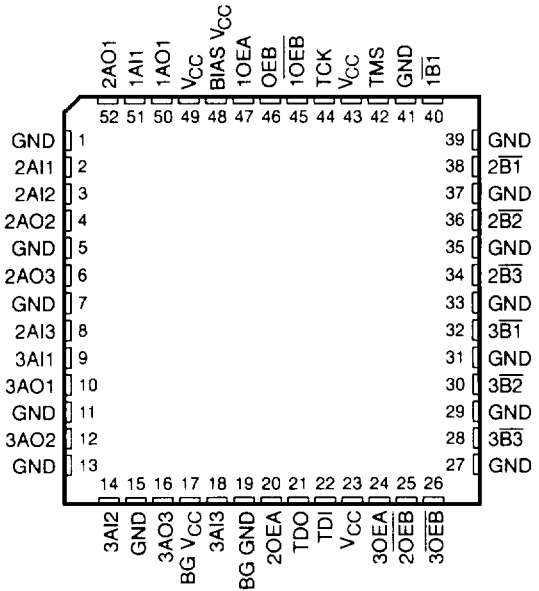 2AO1
1AI1
1AO1
VCC
BIAS VCC
1OEA
OEB
1OEB
TCK
VCC
TMS
GND
1B1
52 51 50 49 48 47 46 45 44 43 42 41 40
GND 1
2AI1 2
2AI2 3
2AO2 4
GND 5
2AO3 6
GND 7
2AI3 8
3AI1 9
3AO1 10
GND 11
3AO2 12
GND 13
39 GND
38 2B1
37 GND
36 2B2
35 GND
34 2B3
33 GND
32 3B1
31 GND
30 3B2
29 GND
28 3B3
27 GND
14 15 16 17 18 19 20 21 22 23 24 25 26
3AI2
GND
3AO3
BG VCC
3AI3
BG GND
2OEA
TDO
TDI
VCC
3OEA
2OEB
3OEB